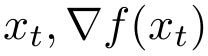 x_t, ∇f(x_t)